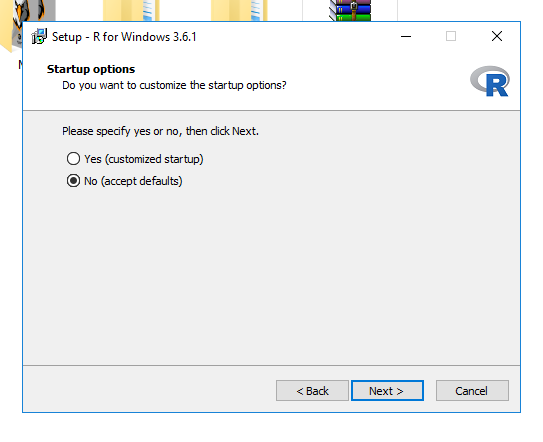 Setup - R for Windows 3.6.1
Startup options
Do you want to customize the startup options?
R
Please specify yes or no, then click Next.
Yes (customized startup)
No (accept defaults)
< Back
Next >
Cancel